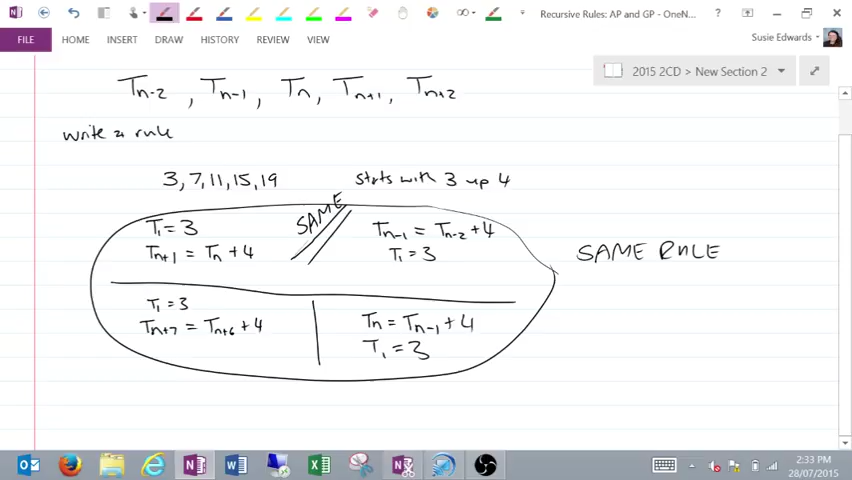 Recursive Rules: AP and GP - OneN...
Susie Edwards
FILE HOME INSERT DRAW HISTORY REVIEW VIEW
2015 2CD > New Section 2
Tn-2 , Tn-1 , Tn , Tn+1 , Tn+2
write a rule
3, 7, 11, 15, 19 starts with 3 up 4
SAME
T1 = 3
Tn+1 = Tn + 4
Tn-1 = Tn-2 + 4
T1 = 3
SAME RULE
T1 = 3
Tn+7 = Tn+6 + 4
Tn = Tn-1 + 4
T1 = 3
2:33 PM
28/07/2015